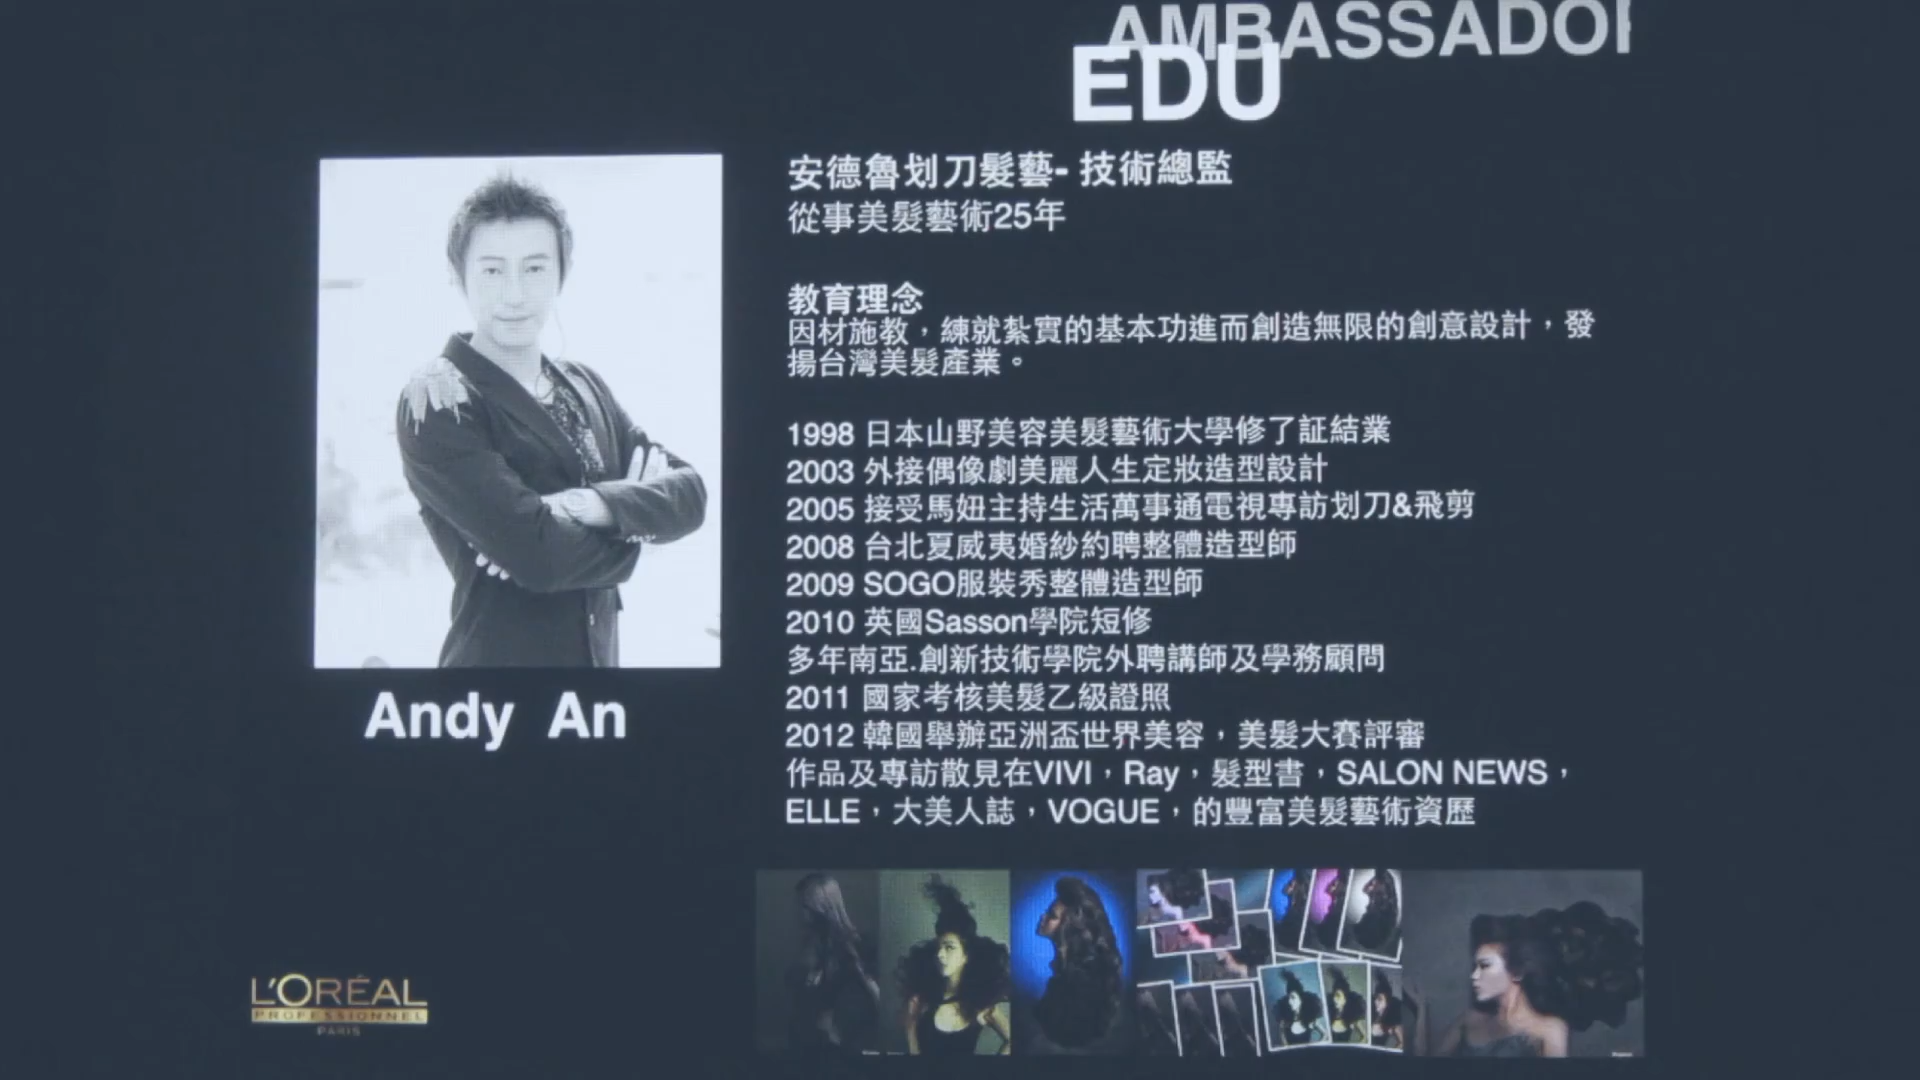 AMBASSADOR
EDU
安德魯划刀髮藝- 技術總監
從事美髮藝術25年
教育理念
因材施教，練就紮實的基本功進而創造無限的創意設計，發
揚台灣美髮產業。
1998 日本山野美容美髮藝術大學修了証結業
2003 外接偶像劇美麗人生定妝造型設計
2005 接受馬妞主持生活萬事通電視專訪划刀&飛剪
2008 台北夏威夷婚紗約聘整體造型師
2009 SOGO服裝秀整體造型師
2010 英國Sasson學院短修
多年南亞.創新技術學院外聘講師及學務顧問
2011 國家考核美髮乙級證照
2012 韓國舉辦亞洲盃世界美容，美髮大賽評審
作品及專訪散見在VIVI，Ray，髮型書，SALON NEWS，
ELLE，大美人誌，VOGUE，的豐富美髮藝術資歷
Andy An
L'ORÉAL
PROFESSIONNEL
PARIS